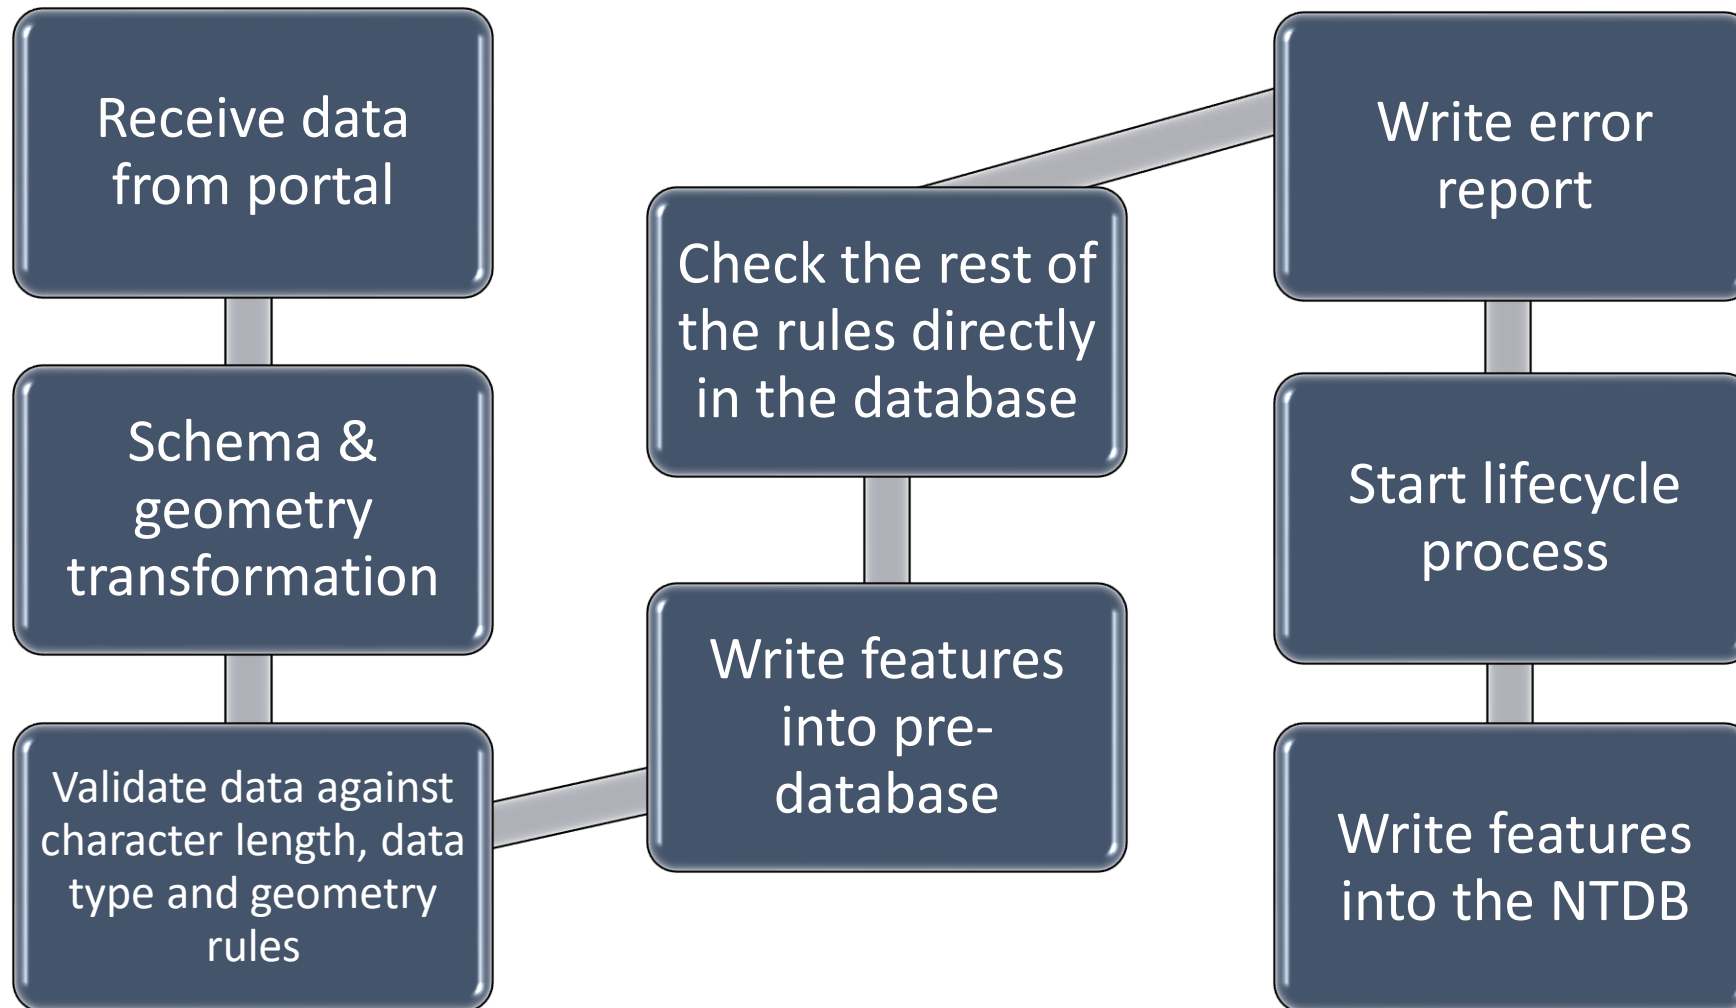 Receive data
from portal
Schema &
geometry
transformation
Validate data against
character length, data
type and geometry
rules
Write features
into pre-
database
Check the rest of
the rules directly
in the database
Write error
report
Start lifecycle
process
Write features
into the NTDB